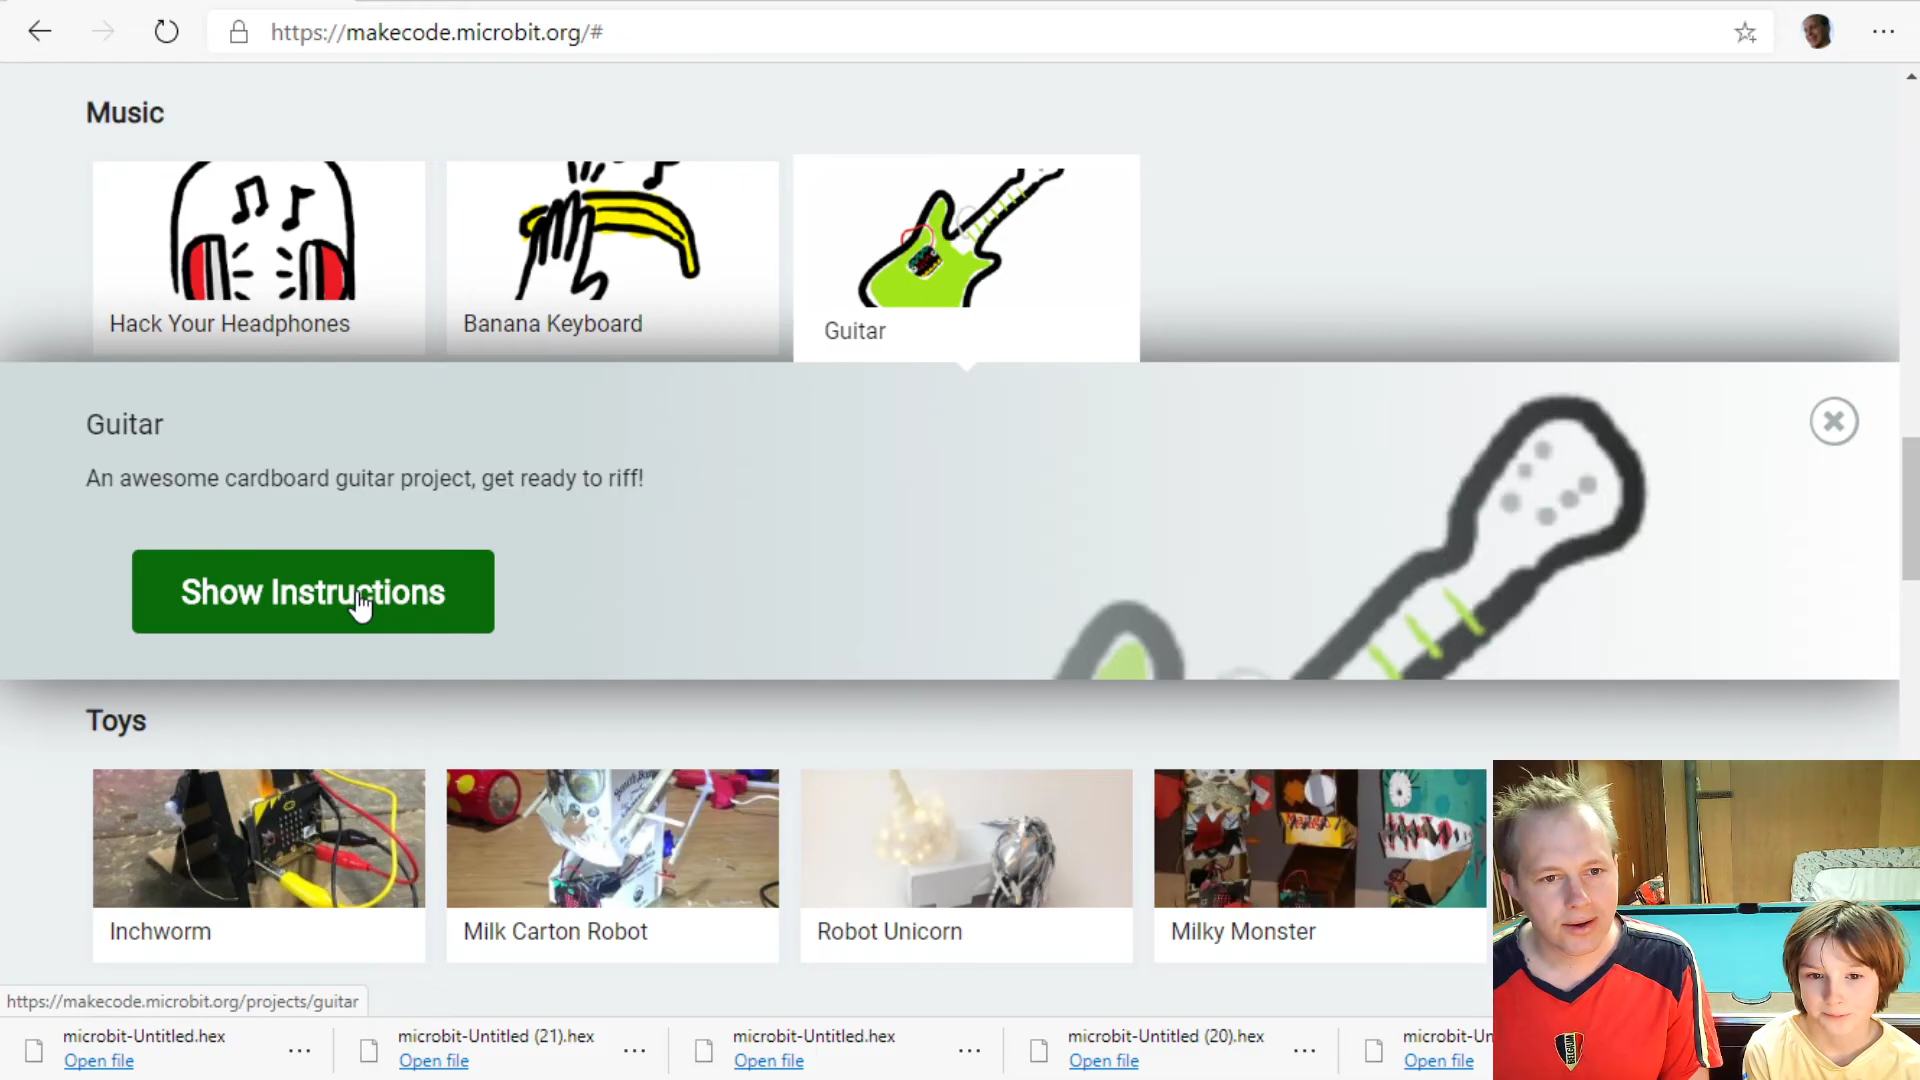 https://makecode.microbit.org/#
Music
Hack Your Headphones
Banana Keyboard
Guitar
Guitar
An awesome cardboard guitar project, get ready to riff!
Show Instructions
Toys
Inchworm
Milk Carton Robot
Robot Unicorn
Milky Monster
https://makecode.microbit.org/projects/guitar
microbit-Untitled.hex
Open file
microbit-Untitled (21).hex
Open file
microbit-Untitled.hex
Open file
microbit-Untitled (20).hex
Open file
microbit-Un
Open file
BELGIUM